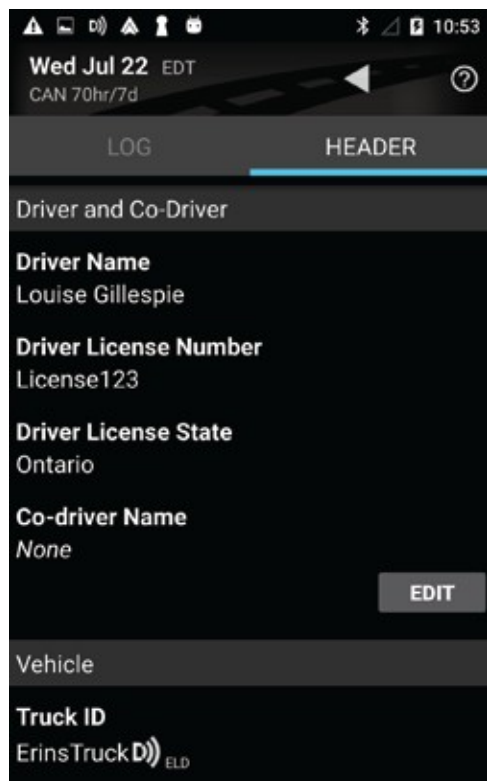 10:53
Wed Jul 22 EDT
CAN 70hr/7d
LOG HEADER
Driver and Co-Driver
Driver Name
Louise Gillespie
Driver License Number
License123
Driver License State
Ontario
Co-driver Name
None
EDIT
Vehicle
Truck ID
ErinsTruck D)) ELD